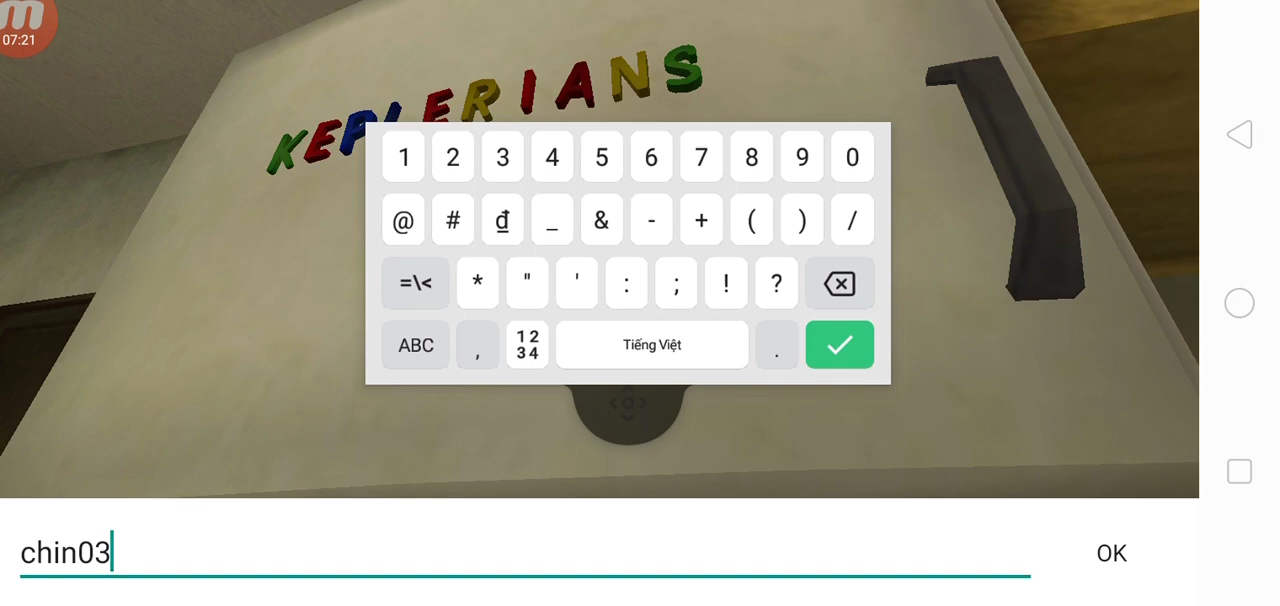 m
07:21
KEPLERIANS
1 2 3 4 5 6 7 8 9 0
@ # ₫ _ & - + ( ) /
=\< * " ' : ; ! ?
ABC , 12 34 Tiếng Việt .
chin03 OK